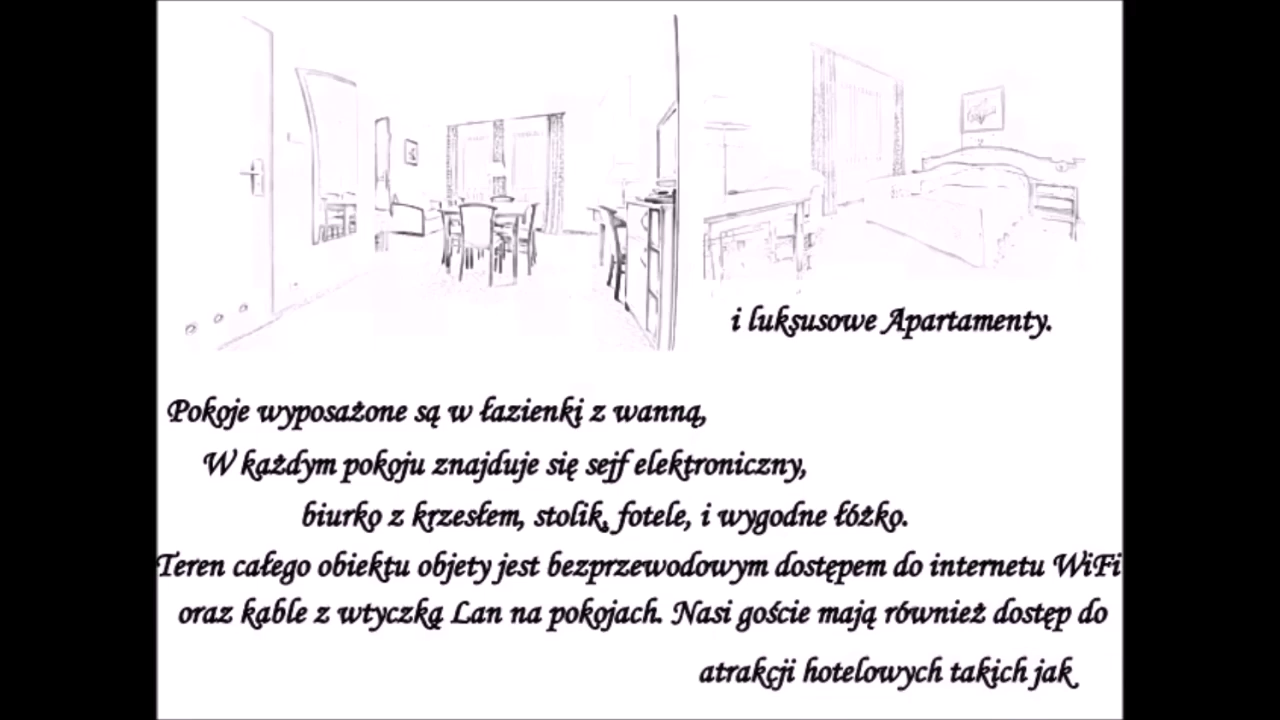 i luksusowe Apartamenty.
Pokoje wyposażone są w łazienki z wanną,
W każdym pokoju znajduje się sejf elektroniczny,
biurko z krzesłem, stolik, fotele, i wygodne łóżko.
Teren całego obiektu objety jest bezprzewodowym dostępem do internetu WiFi
oraz kable z wtyczką Lan na pokojach. Nasi goście mają również dostęp do
atrakcji hotelowych takich jak